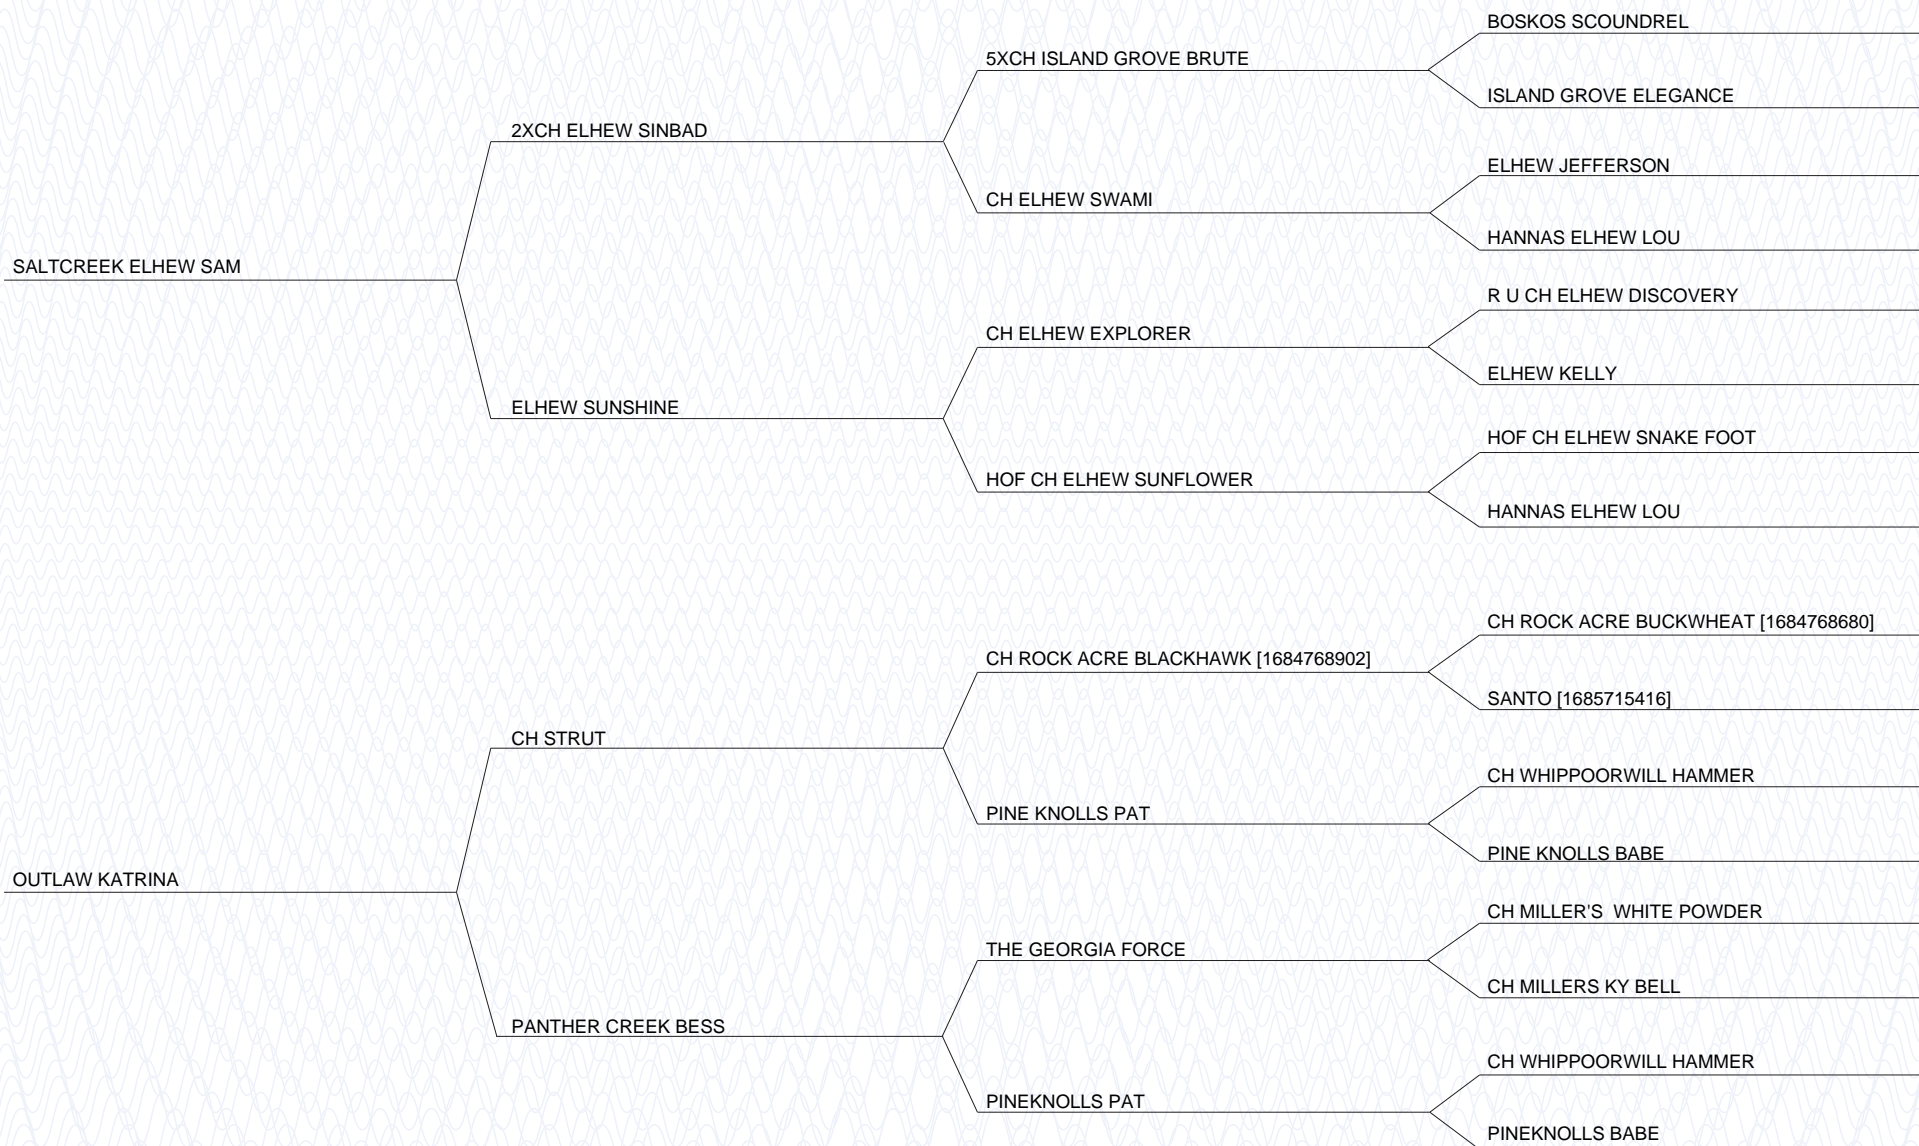 BOSKOS SCOUNDREL
5XCH ISLAND GROVE BRUTE
ISLAND GROVE ELEGANCE
2XCH ELHEW SINBAD
ELHEW JEFFERSON
CH ELHEW SWAMI
HANNAS ELHEW LOU
SALTCREEK ELHEW SAM
R U CH ELHEW DISCOVERY
CH ELHEW EXPLORER
ELHEW KELLY
ELHEW SUNSHINE
HOF CH ELHEW SNAKE FOOT
HOF CH ELHEW SUNFLOWER
HANNAS ELHEW LOU
CH ROCK ACRE BUCKWHEAT [1684768680]
CH ROCK ACRE BLACKHAWK [1684768902]
SANTO [1685715416]
CH STRUT
CH WHIPPOORWILL HAMMER
PINE KNOLLS PAT
PINE KNOLLS BABE
OUTLAW KATRINA
CH MILLER'S  WHITE POWDER
THE GEORGIA FORCE
CH MILLERS KY BELL
PANTHER CREEK BESS
CH WHIPPOORWILL HAMMER
PINEKNOLLS PAT
PINEKNOLLS BABE